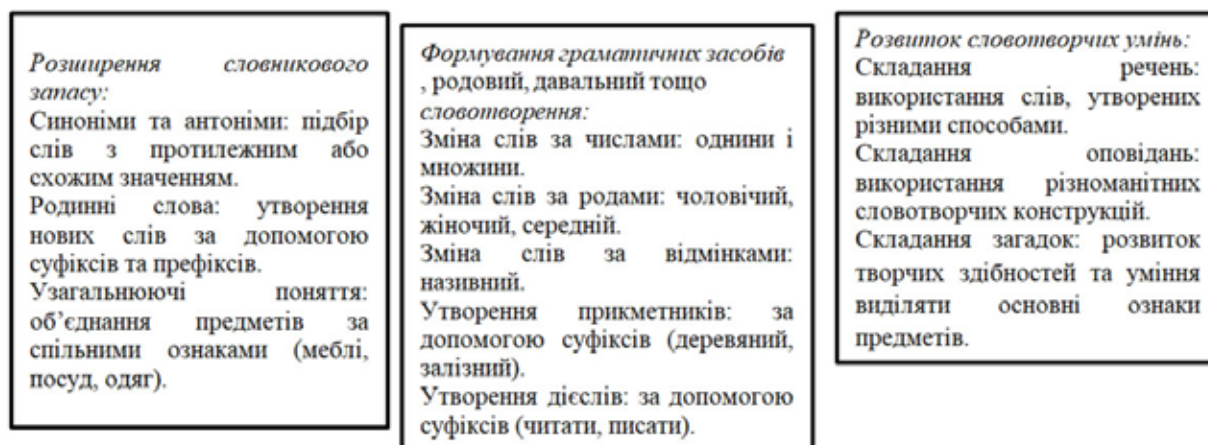 Розширення словникового
запасу:
Синоніми та антоніми: підбір
слів з протилежним або
схожим значенням.
Родинні слова: утворення
нових слів за допомогою
суфіксів та префіксів.
Узагальнюючі поняття:
об’єднання предметів за
спільними ознаками (меблі,
посуд, одяг).
Формування граматичних засобів
, родовий, давальний тощо
словотворення:
Зміна слів за числами: однини і
множини.
Зміна слів за родами: чоловічий,
жіночий, середній.
Зміна слів за відмінками:
називний.
Утворення прикметників: за
допомогою суфіксів (деревяний,
залізний).
Утворення дієслів: за допомогою
суфіксів (читати, писати).
Розвиток словотворчих умінь:
Складання речень:
використання слів, утворених
різними способами.
Складання оповідань:
використання різноманітних
словотворчих конструкцій.
Складання загадок: розвиток
творчих здібностей та уміння
виділяти основні ознаки
предметів.